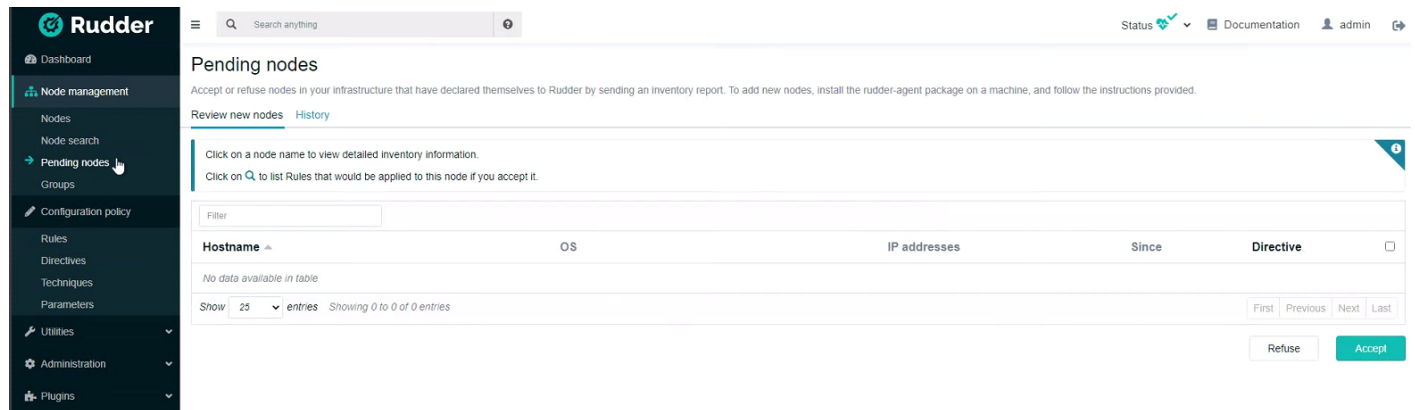 Rudder
Search anything
Status
Documentation
admin
Dashboard
Node management
Nodes
Node search
Pending nodes
Groups
Configuration policy
Rules
Directives
Techniques
Parameters
Utilities
Administration
Plugins
Pending nodes
Accept or refuse nodes in your infrastructure that have declared themselves to Rudder by sending an inventory report. To add new nodes, install the rudder-agent package on a machine, and follow the instructions provided.
Review new nodes History
Click on a node name to view detailed inventory information.
Click on to list Rules that would be applied to this node if you accept it.
Filter
Hostname OS IP addresses Since Directive
No data available in table
Show 25 entries Showing 0 to 0 of 0 entries
First Previous Next Last
Refuse Accept